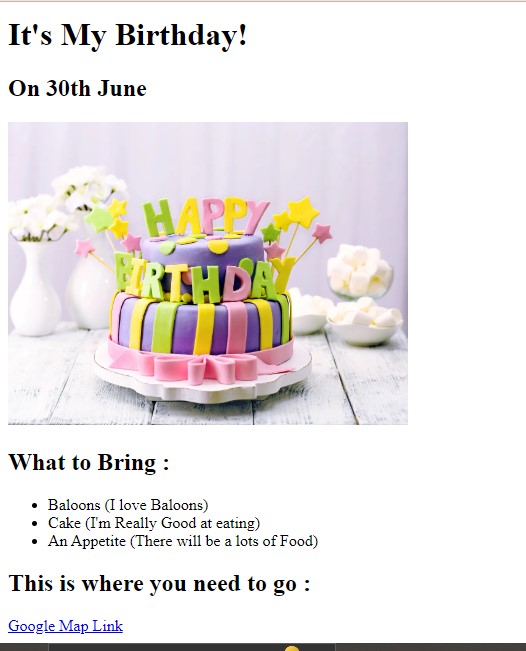 It's My Birthday!
On 30th June
HAPPY
BIRTHDAY
What to Bring :
Baloons (I love Baloons)
Cake (I'm Really Good at eating)
An Appetite (There will be a lots of Food)
This is where you need to go :
Google Map Link